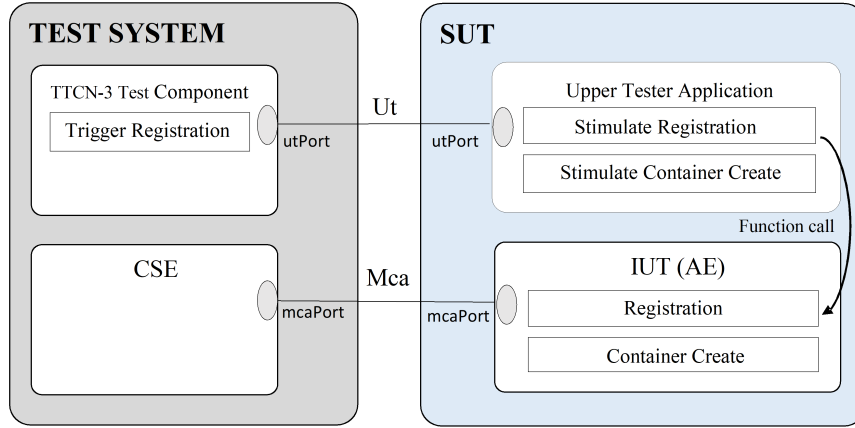 TEST SYSTEM
TTCN-3 Test Component
Trigger Registration
utPort
CSE
mcaPort
Ut
Mca
SUT
Upper Tester Application
Stimulate Registration
utPort
Stimulate Container Create
Function call
IUT (AE)
mcaPort
Registration
Container Create